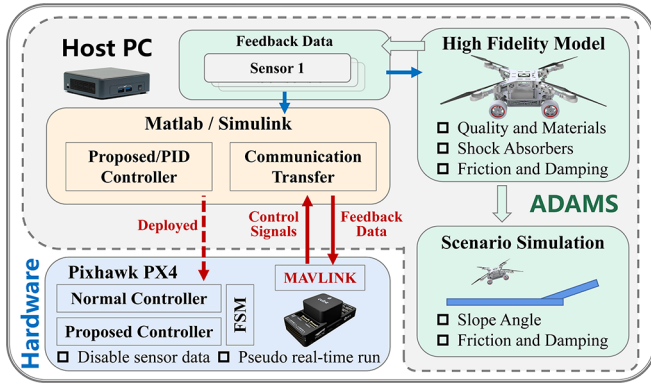 Host PC
Feedback Data
Sensor 1
High Fidelity Model
Quality and Materials
Shock Absorbers
Friction and Damping
Matlab / Simulink
Proposed/PID
Controller
Communication
Transfer
ADAMS
Deployed
Control
Signals
Feedback
Data
Scenario Simulation
Slope Angle
Friction and Damping
Hardware
Pixhawk PX4
MAVLINK
Normal Controller
Proposed Controller
FSM
Disable sensor data
Pseudo real-time run